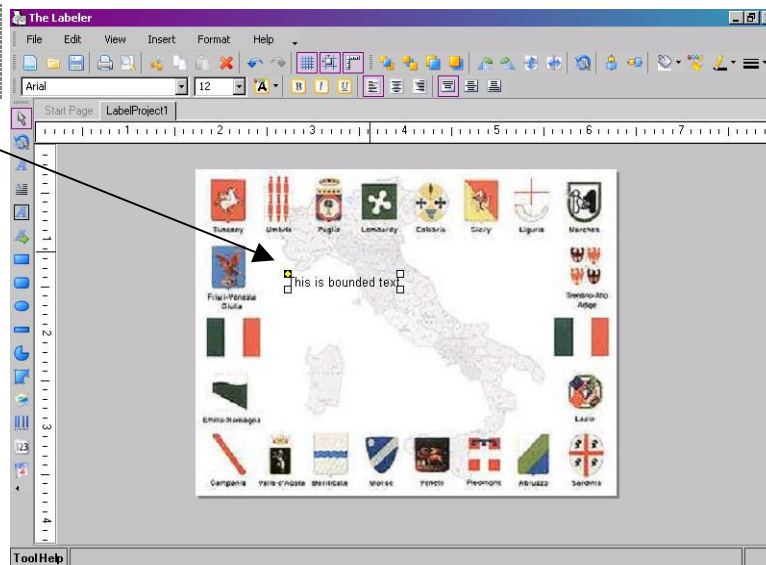 The Labeler
File Edit View Insert Format Help
Arial 12 A B I U
Start Page LabelProject1
1 2 3 4 5 6 7
1
2
3
4
123
Tuscany Umbria Puglia Lombardy Calabria Sicily Liguria Marches
Friuli-Venezia
Giulia
This is bounded text
Trentino-Alto
Adige
Emilia-Romagna
Lazio
Campania Valle d'Aosta Basilicata Molise Veneto Piedmont Abruzzo Sardinia
ToolHelp